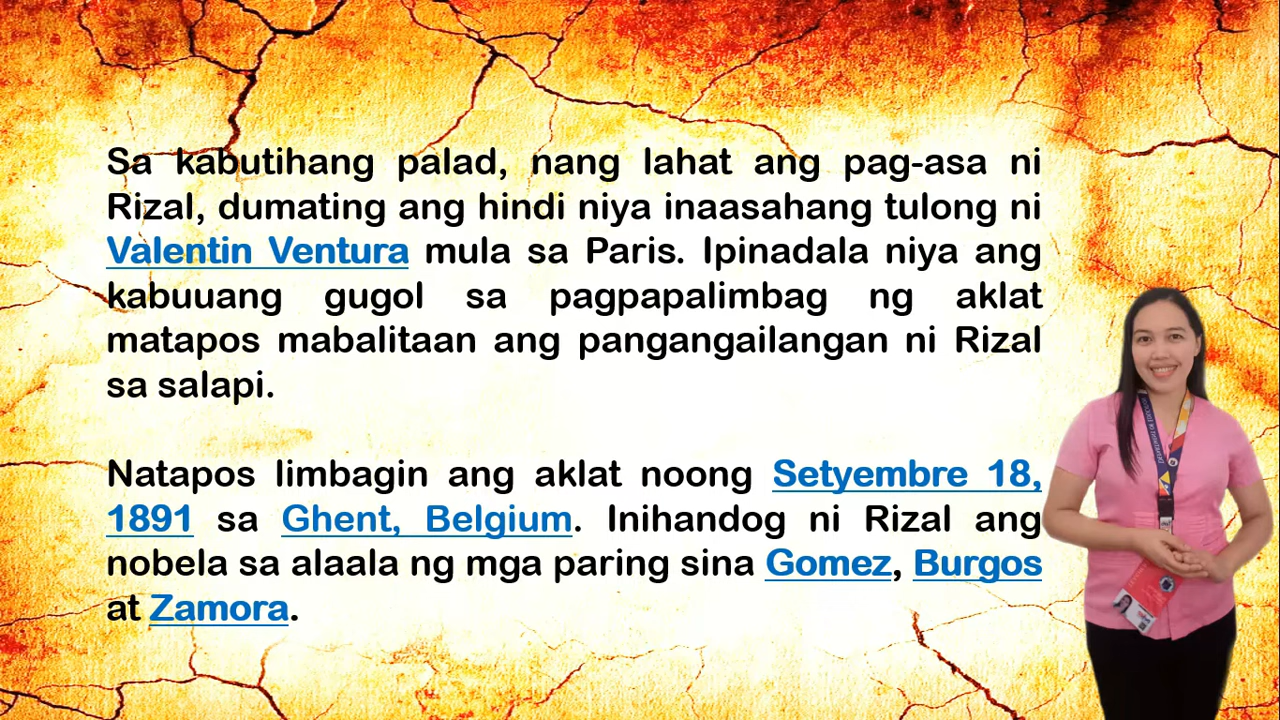 Sa kabutihang palad, nang lahat ang pag-asa ni
Rizal, dumating ang hindi niya inaasahang tulong ni
Valentin Ventura mula sa Paris. Ipinadala niya ang
kabuuang gugol sa pagpapalimbag ng aklat
matapos mabalitaan ang pangangailangan ni Rizal
sa salapi.
Natapos limbagin ang aklat noong Setyembre 18,
1891 sa Ghent, Belgium. Inihandog ni Rizal ang
nobela sa alaala ng mga paring sina Gomez, Burgos
at Zamora.